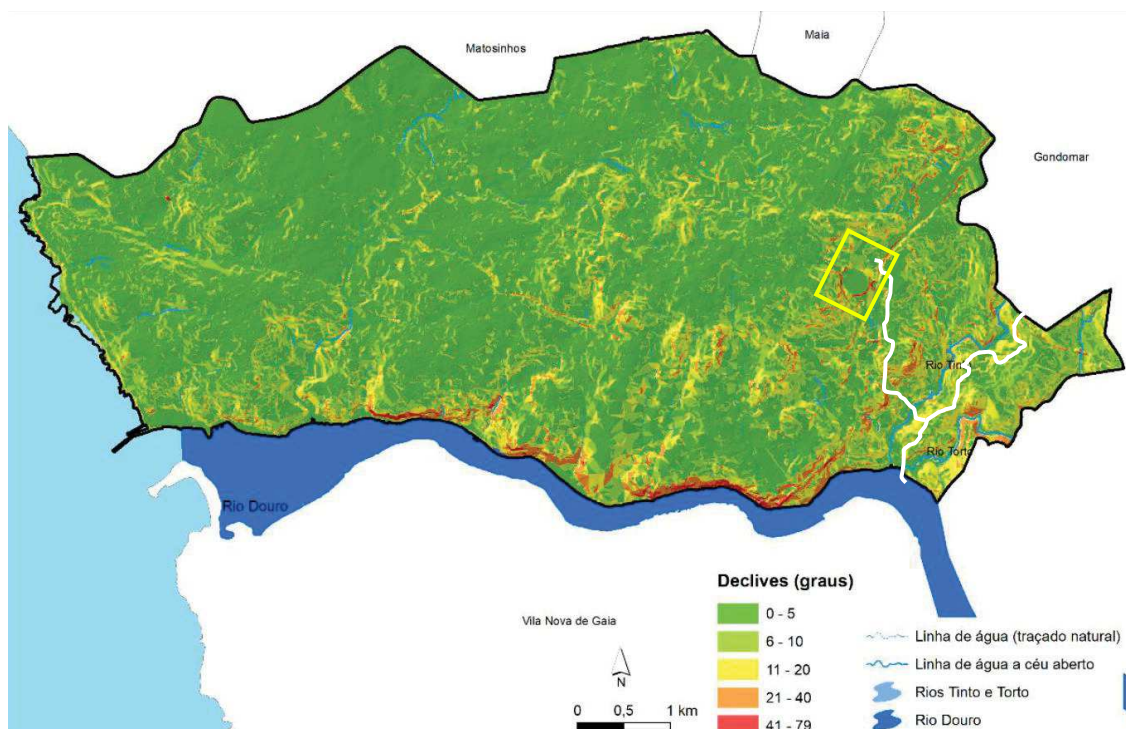 Matosinhos
Maia
Gondomar
Rio Tint
Rio Torto
Rio Douro
Vila Nova de Gaia
N
0 0,5 1 km
Declives (graus)
0 - 5
6 - 10
11 - 20
21 - 40
41 - 79
Linha de água (traçado natural)
Linha de água a céu aberto
Rios Tinto e Torto
Rio Douro